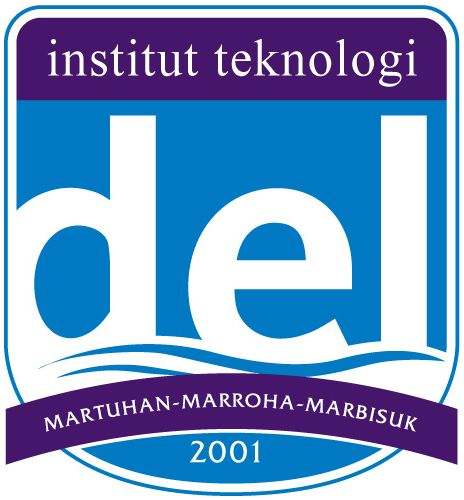 institut teknologi
del
MARTUHAN-MARROHA-MARBISUK
2001